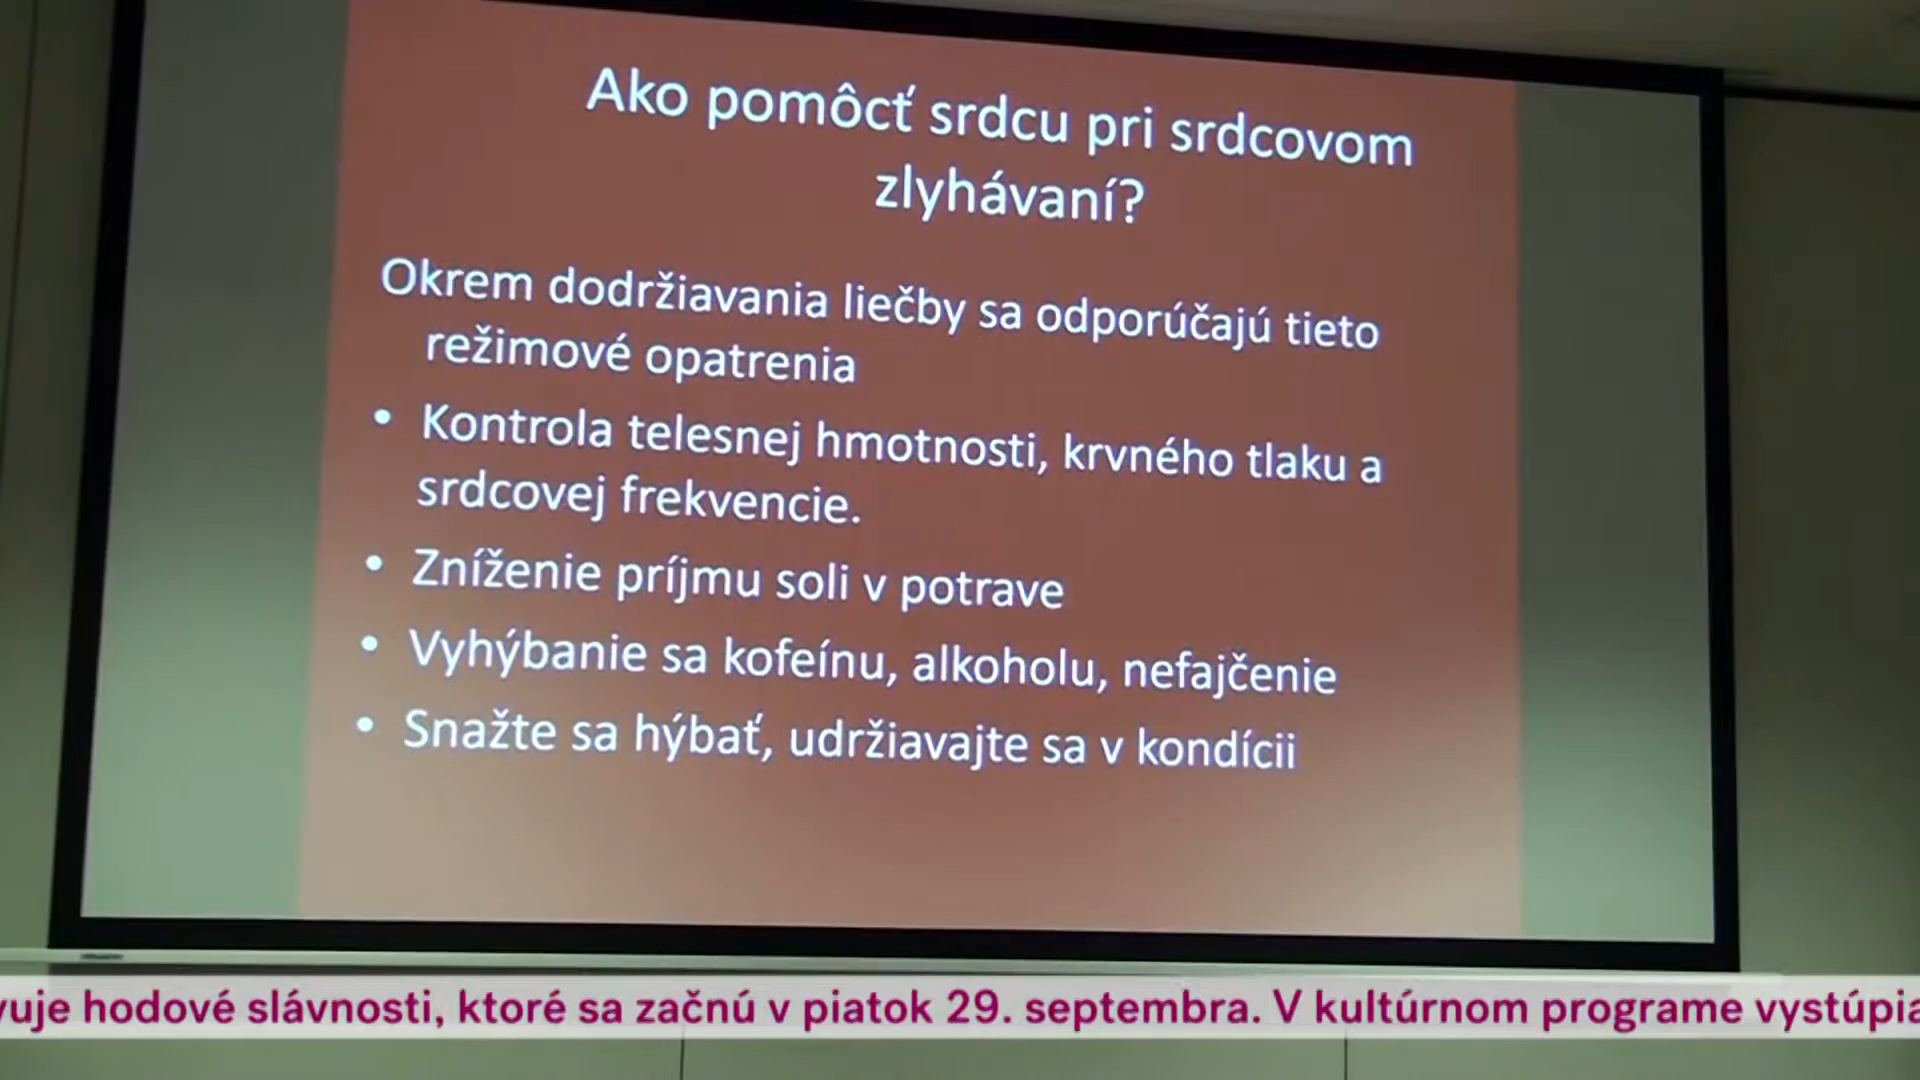 Ako pomôcť srdcu pri srdcovom
zlyhávaní?
Okrem dodržiavania liečby sa odporúčajú tieto
režimové opatrenia
• Kontrola telesnej hmotnosti, krvného tlaku a
srdcovej frekvencie.
• Zníženie príjmu soli v potrave
• Vyhýbanie sa kofeínu, alkoholu, nefajčenie
• Snažte sa hýbať, udržiavajte sa v kondícii
hodové slávnosti, ktoré sa začnú v piatok 29. septembra. V kultúrnom programe